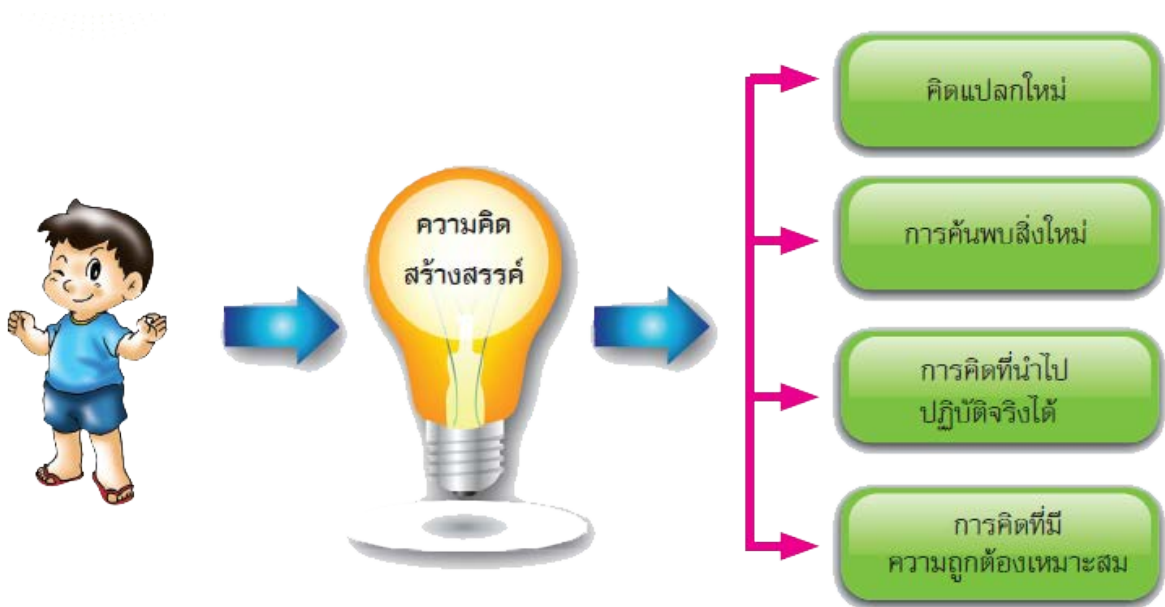 ความคิด
สร้างสรรค์
คิดแปลกใหม่
การค้นพบสิ่งใหม่
การคิดที่นำไป
ปฏิบัติจริงได้
การคิดที่มี
ความถูกต้องเหมาะสม